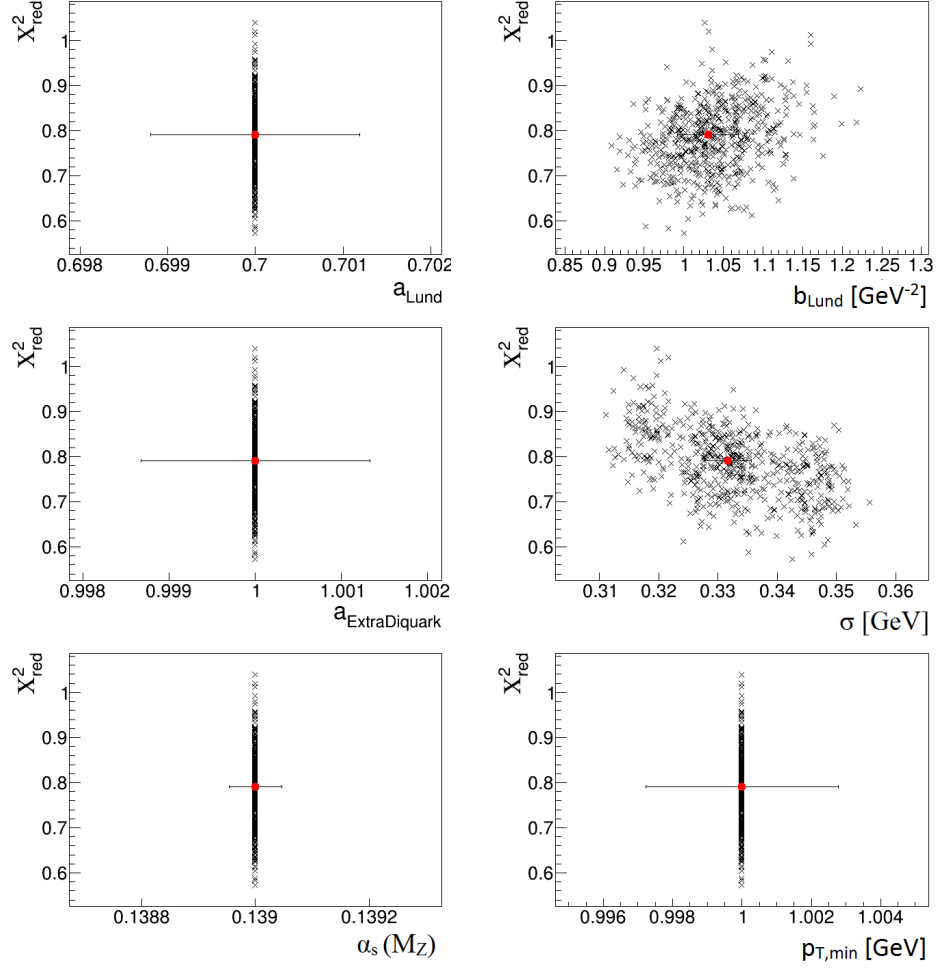 X²red
1
0.9
0.8
0.7
0.6
0.698 0.699 0.7 0.701 0.702
aLund
X²red
1
0.9
0.8
0.7
0.6
0.85 0.9 0.95 1 1.05 1.1 1.15 1.2 1.25 1.3
bLund [GeV⁻²]
X²red
1
0.9
0.8
0.7
0.6
0.998 0.999 1 1.001 1.002
aExtraDiquark
X²red
1
0.9
0.8
0.7
0.6
0.31 0.32 0.33 0.34 0.35 0.36
σ [GeV]
X²red
1
0.9
0.8
0.7
0.6
0.1388 0.139 0.1392
αs (MZ)
X²red
1
0.9
0.8
0.7
0.6
0.996 0.998 1 1.002 1.004
pT,min [GeV]